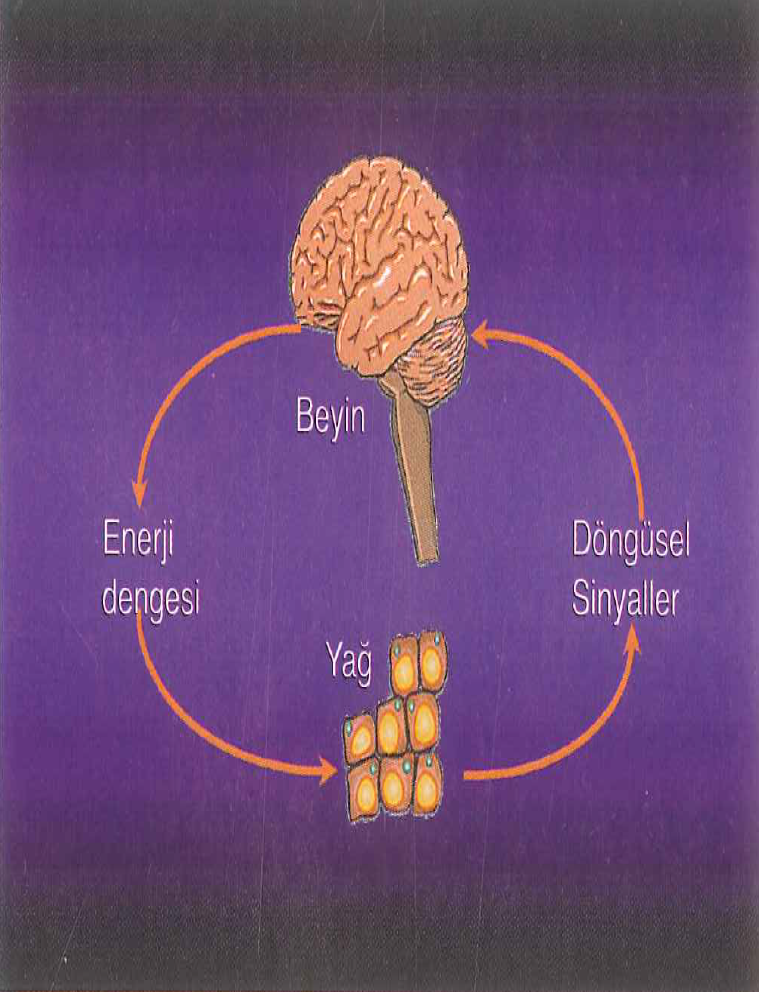 Beyin
Enerji
dengesi
Döngüsel
Sinyaller
Yağ